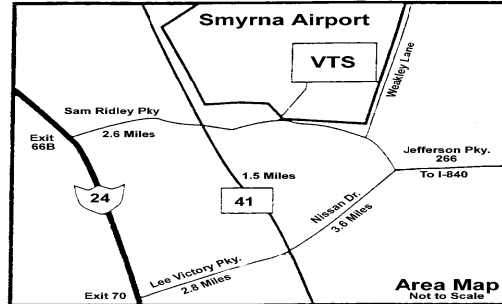 Smyrna Airport
VTS
Weakley Lane
Sam Ridley Pky
2.6 Miles
Exit
66B
Jefferson Pky.
266
To I-840
1.5 Miles
24
41
Nissan Dr.
3.6 Miles
Lee Victory Pky.
2.8 Miles
Exit 70
Area Map
Not to Scale